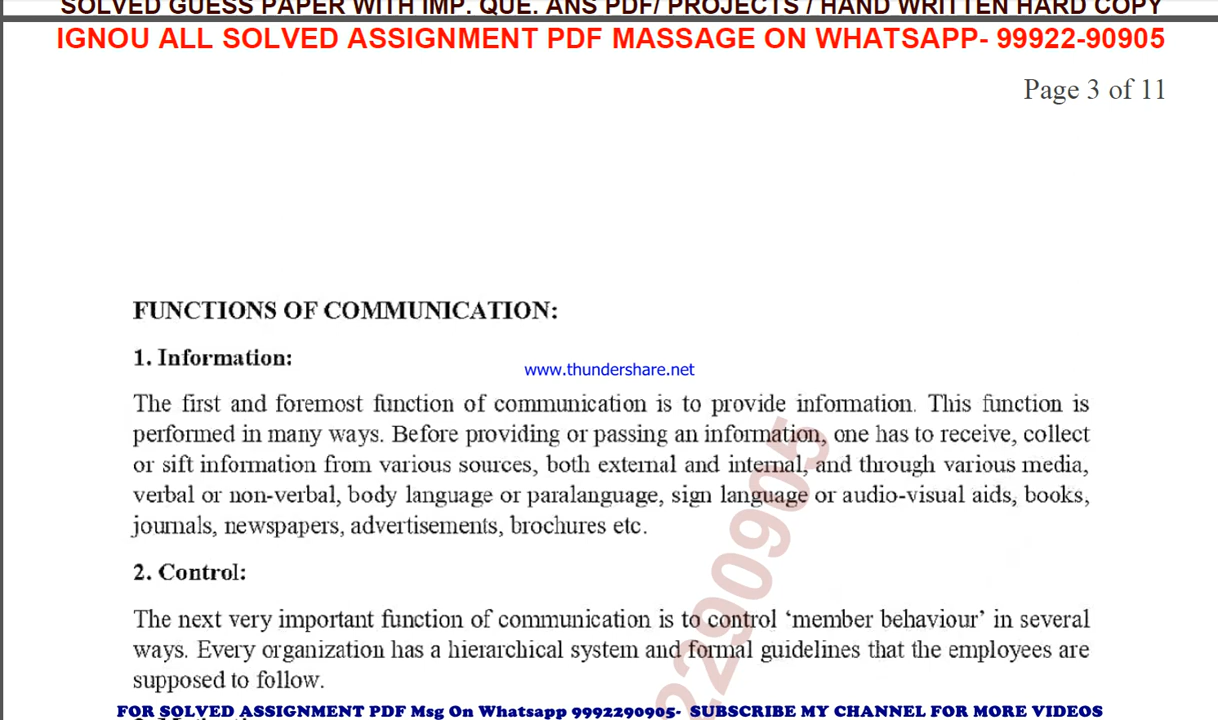 SOLVED GUESS PAPER WITH IMP. QUE. ANS PDF/ PROJECTS / HAND WRITTEN HARD COPY
IGNOU ALL SOLVED ASSIGNMENT PDF MASSAGE ON WHATSAPP- 99922-90905
Page 3 of 11
FUNCTIONS OF COMMUNICATION:
1. Information:
www.thundershare.net
The first and foremost function of communication is to provide information. This function is
performed in many ways. Before providing or passing an information, one has to receive, collect
or sift information from various sources, both external and internal, and through various media,
verbal or non-verbal, body language or paralanguage, sign language or audio-visual aids, books,
journals, newspapers, advertisements, brochures etc.
2. Control:
The next very important function of communication is to control ‘member behaviour’ in several
ways. Every organization has a hierarchical system and formal guidelines that the employees are
supposed to follow.
2290905
FOR SOLVED ASSIGNMENT PDF Msg On Whatsapp 9992290905- SUBSCRIBE MY CHANNEL FOR MORE VIDEOS